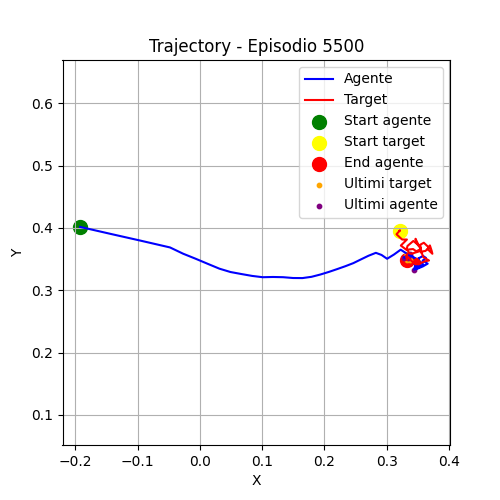 Trajectory - Episodio 5500
Agente
Target
Start agente
Start target
End agente
Ultimi target
Ultimi agente
Y
0.6
0.5
0.4
0.3
0.2
0.1
−0.2
−0.1
0.0
0.1
0.2
0.3
0.4
X